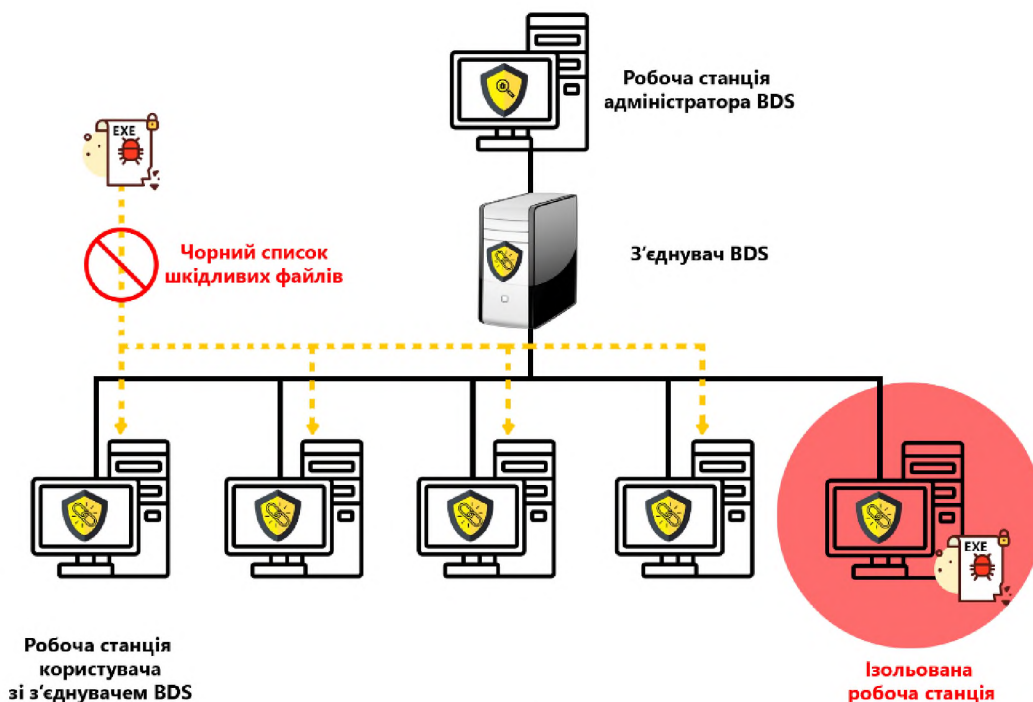 Робоча станція
адміністратора BDS
EXE
Чорний список
шкідливих файлів
З’єднувач BDS
EXE
Робоча станція
користувача
зі з’єднувачем BDS
Ізольована
робоча станція